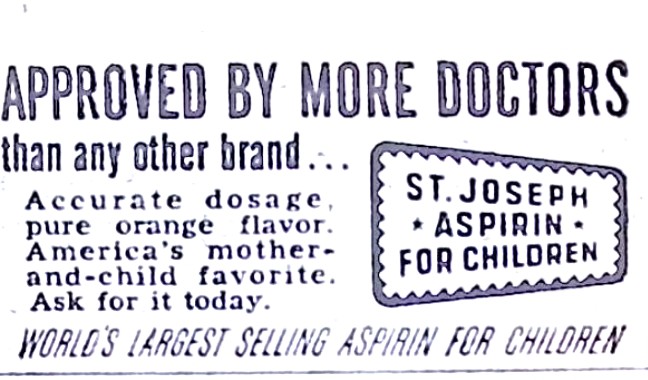 APPROVED BY MORE DOCTORS
than any other brand...
Accurate dosage,
pure orange flavor.
America's mother-
and-child favorite.
Ask for it today.
ST. JOSEPH
* ASPIRIN *
FOR CHILDREN
WORLD'S LARGEST SELLING ASPIRIN FOR CHILDREN